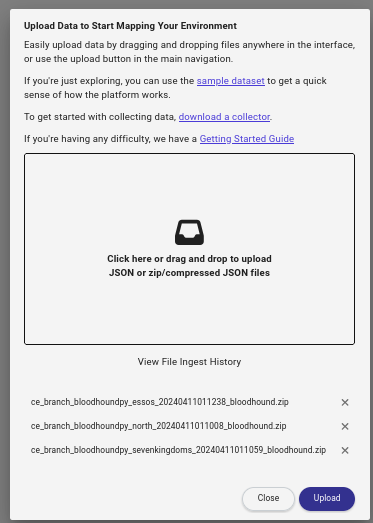 Upload Data to Start Mapping Your Environment
Easily upload data by dragging and dropping files anywhere in the interface,
or use the upload button in the main navigation.
If you're just exploring, you can use the sample dataset to get a quick
sense of how the platform works.
To get started with collecting data, download a collector.
If you're having any difficulty, we have a Getting Started Guide
Click here or drag and drop to upload
JSON or zip/compressed JSON files
View File Ingest History
ce_branch_bloodhoundpy_essos_20240411011238_bloodhound.zip
ce_branch_bloodhoundpy_north_20240411011008_bloodhound.zip
ce_branch_bloodhoundpy_sevenkingdoms_20240411011059_bloodhound.zip
Close Upload